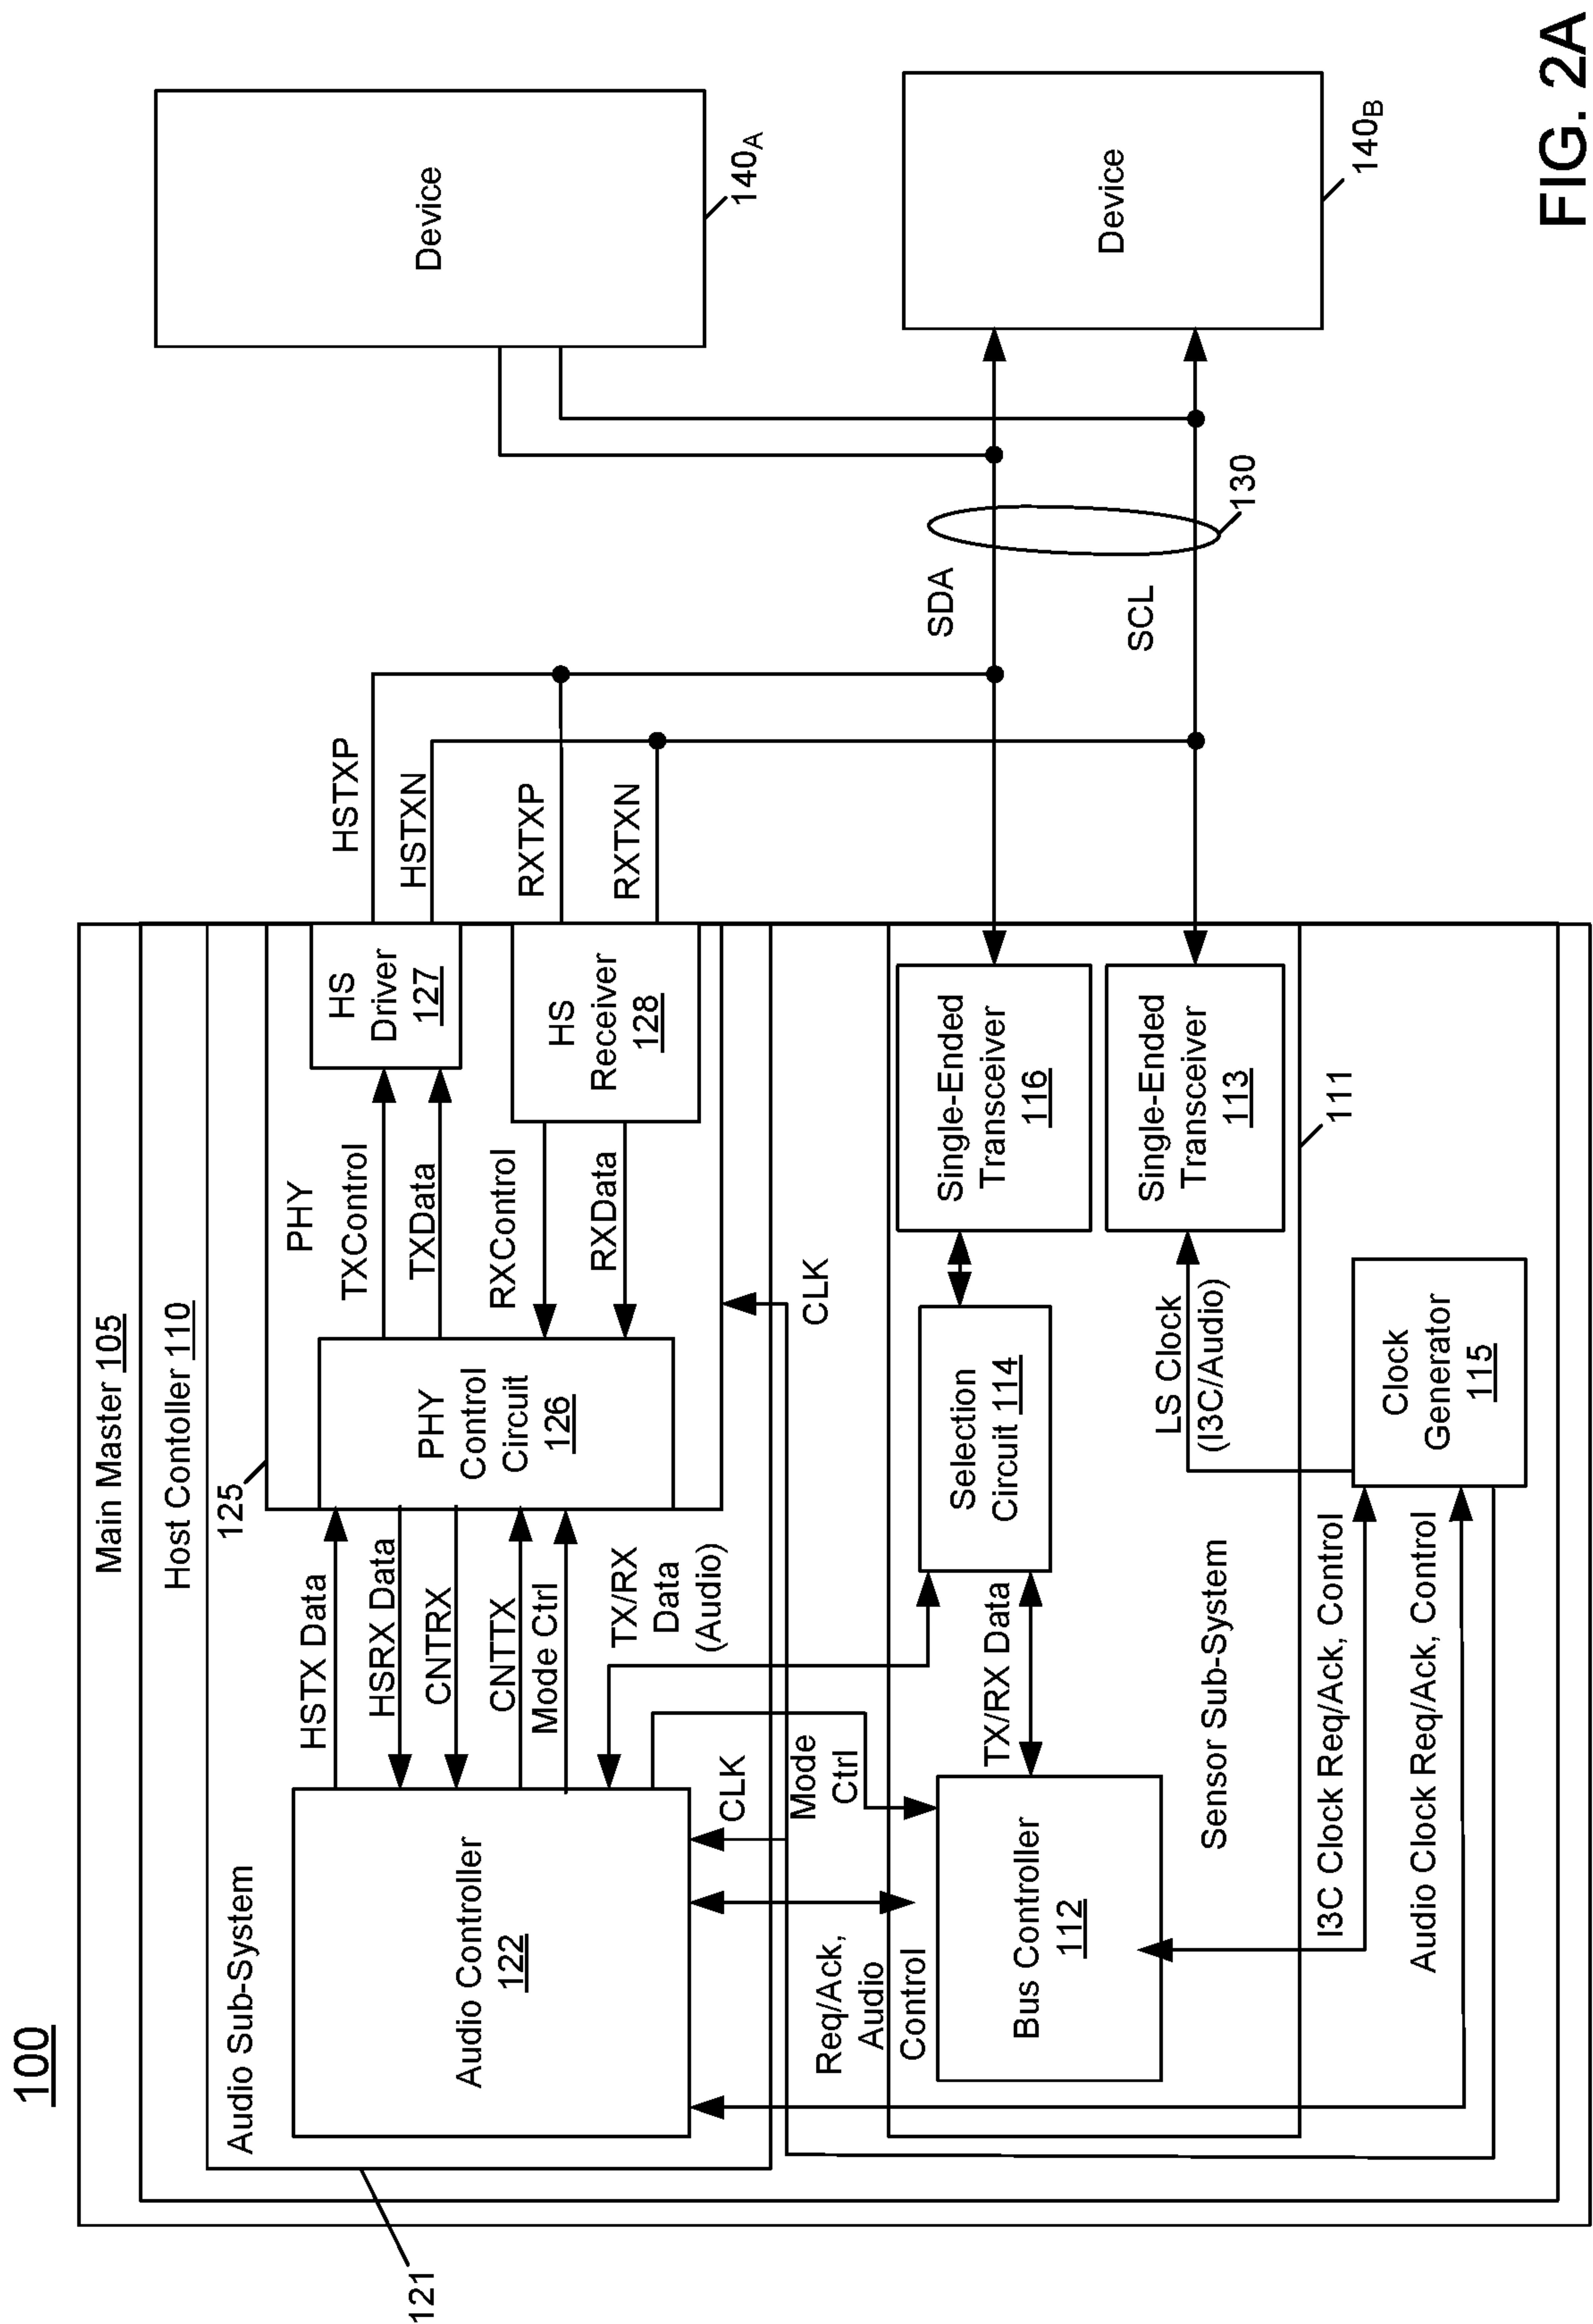 100
Main Master 105
Host Contoller 110
Audio Sub-System
121
125
PHY
Audio Controller
122
HSTX Data
HSRX Data
CNTRX
CNTTX
Mode Ctrl
TX/RX
Data
(Audio)
PHY
Control
Circuit
126
TXControl
TXData
RXControl
RXData
HS
Driver
127
HS
Receiver
128
HSTXP
HSTXN
RXTXP
RXTXN
Device
140A
CLK
CLK
Mode
Ctrl
Req/Ack,
Audio
Control
Bus Controller
112
TX/RX Data
Selection
Circuit 114
Single-Ended
Transceiver
116
Single-Ended
Transceiver
113
LS Clock
(I3C/Audio)
Sensor Sub-System
111
I3C Clock Req/Ack, Control
Audio Clock Req/Ack, Control
Clock
Generator
115
SDA
SCL
130
Device
140B
FIG. 2A